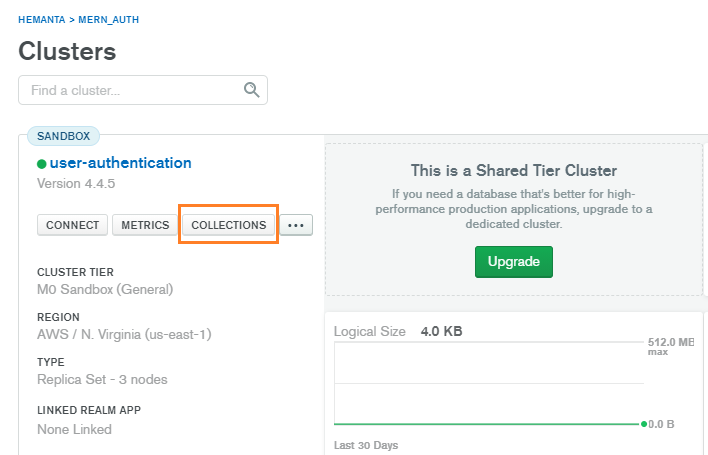 HEMANTA > MERN_AUTH
Clusters
Find a cluster...
SANDBOX
user-authentication
Version 4.4.5
CONNECT
METRICS
COLLECTIONS
...
CLUSTER TIER
M0 Sandbox (General)
REGION
AWS / N. Virginia (us-east-1)
TYPE
Replica Set - 3 nodes
LINKED REALM APP
None Linked
This is a Shared Tier Cluster
If you need a database that's better for high-
performance production applications, upgrade to a
dedicated cluster.
Upgrade
Logical Size 4.0 KB
512.0 MB
max
0.0 B
Last 30 Days